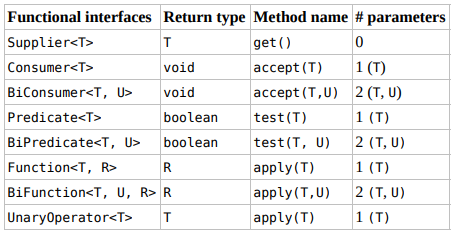 Functional interfaces Return type Method name # parameters
Supplier<T> T get() 0
Consumer<T> void accept(T) 1 (T)
BiConsumer<T, U> void accept(T,U) 2 (T, U)
Predicate<T> boolean test(T) 1 (T)
BiPredicate<T, U> boolean test(T, U) 2 (T, U)
Function<T, R> R apply(T) 1 (T)
BiFunction<T, U, R> R apply(T,U) 2 (T, U)
UnaryOperator<T> T apply(T) 1 (T)